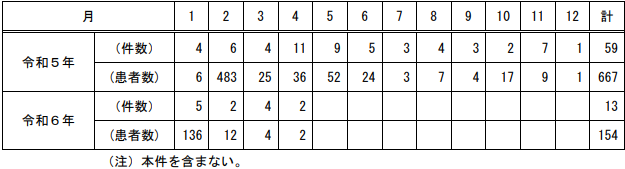 月 1 2 3 4 5 6 7 8 9 10 11 12 計
令和５年 （件数） 4 6 4 11 9 5 3 4 3 2 7 1 59
（患者数） 6 483 25 36 52 24 3 7 4 17 9 1 667
令和６年 （件数） 5 2 4 2 13
（患者数） 136 12 4 2 154
（注）本件を含まない。